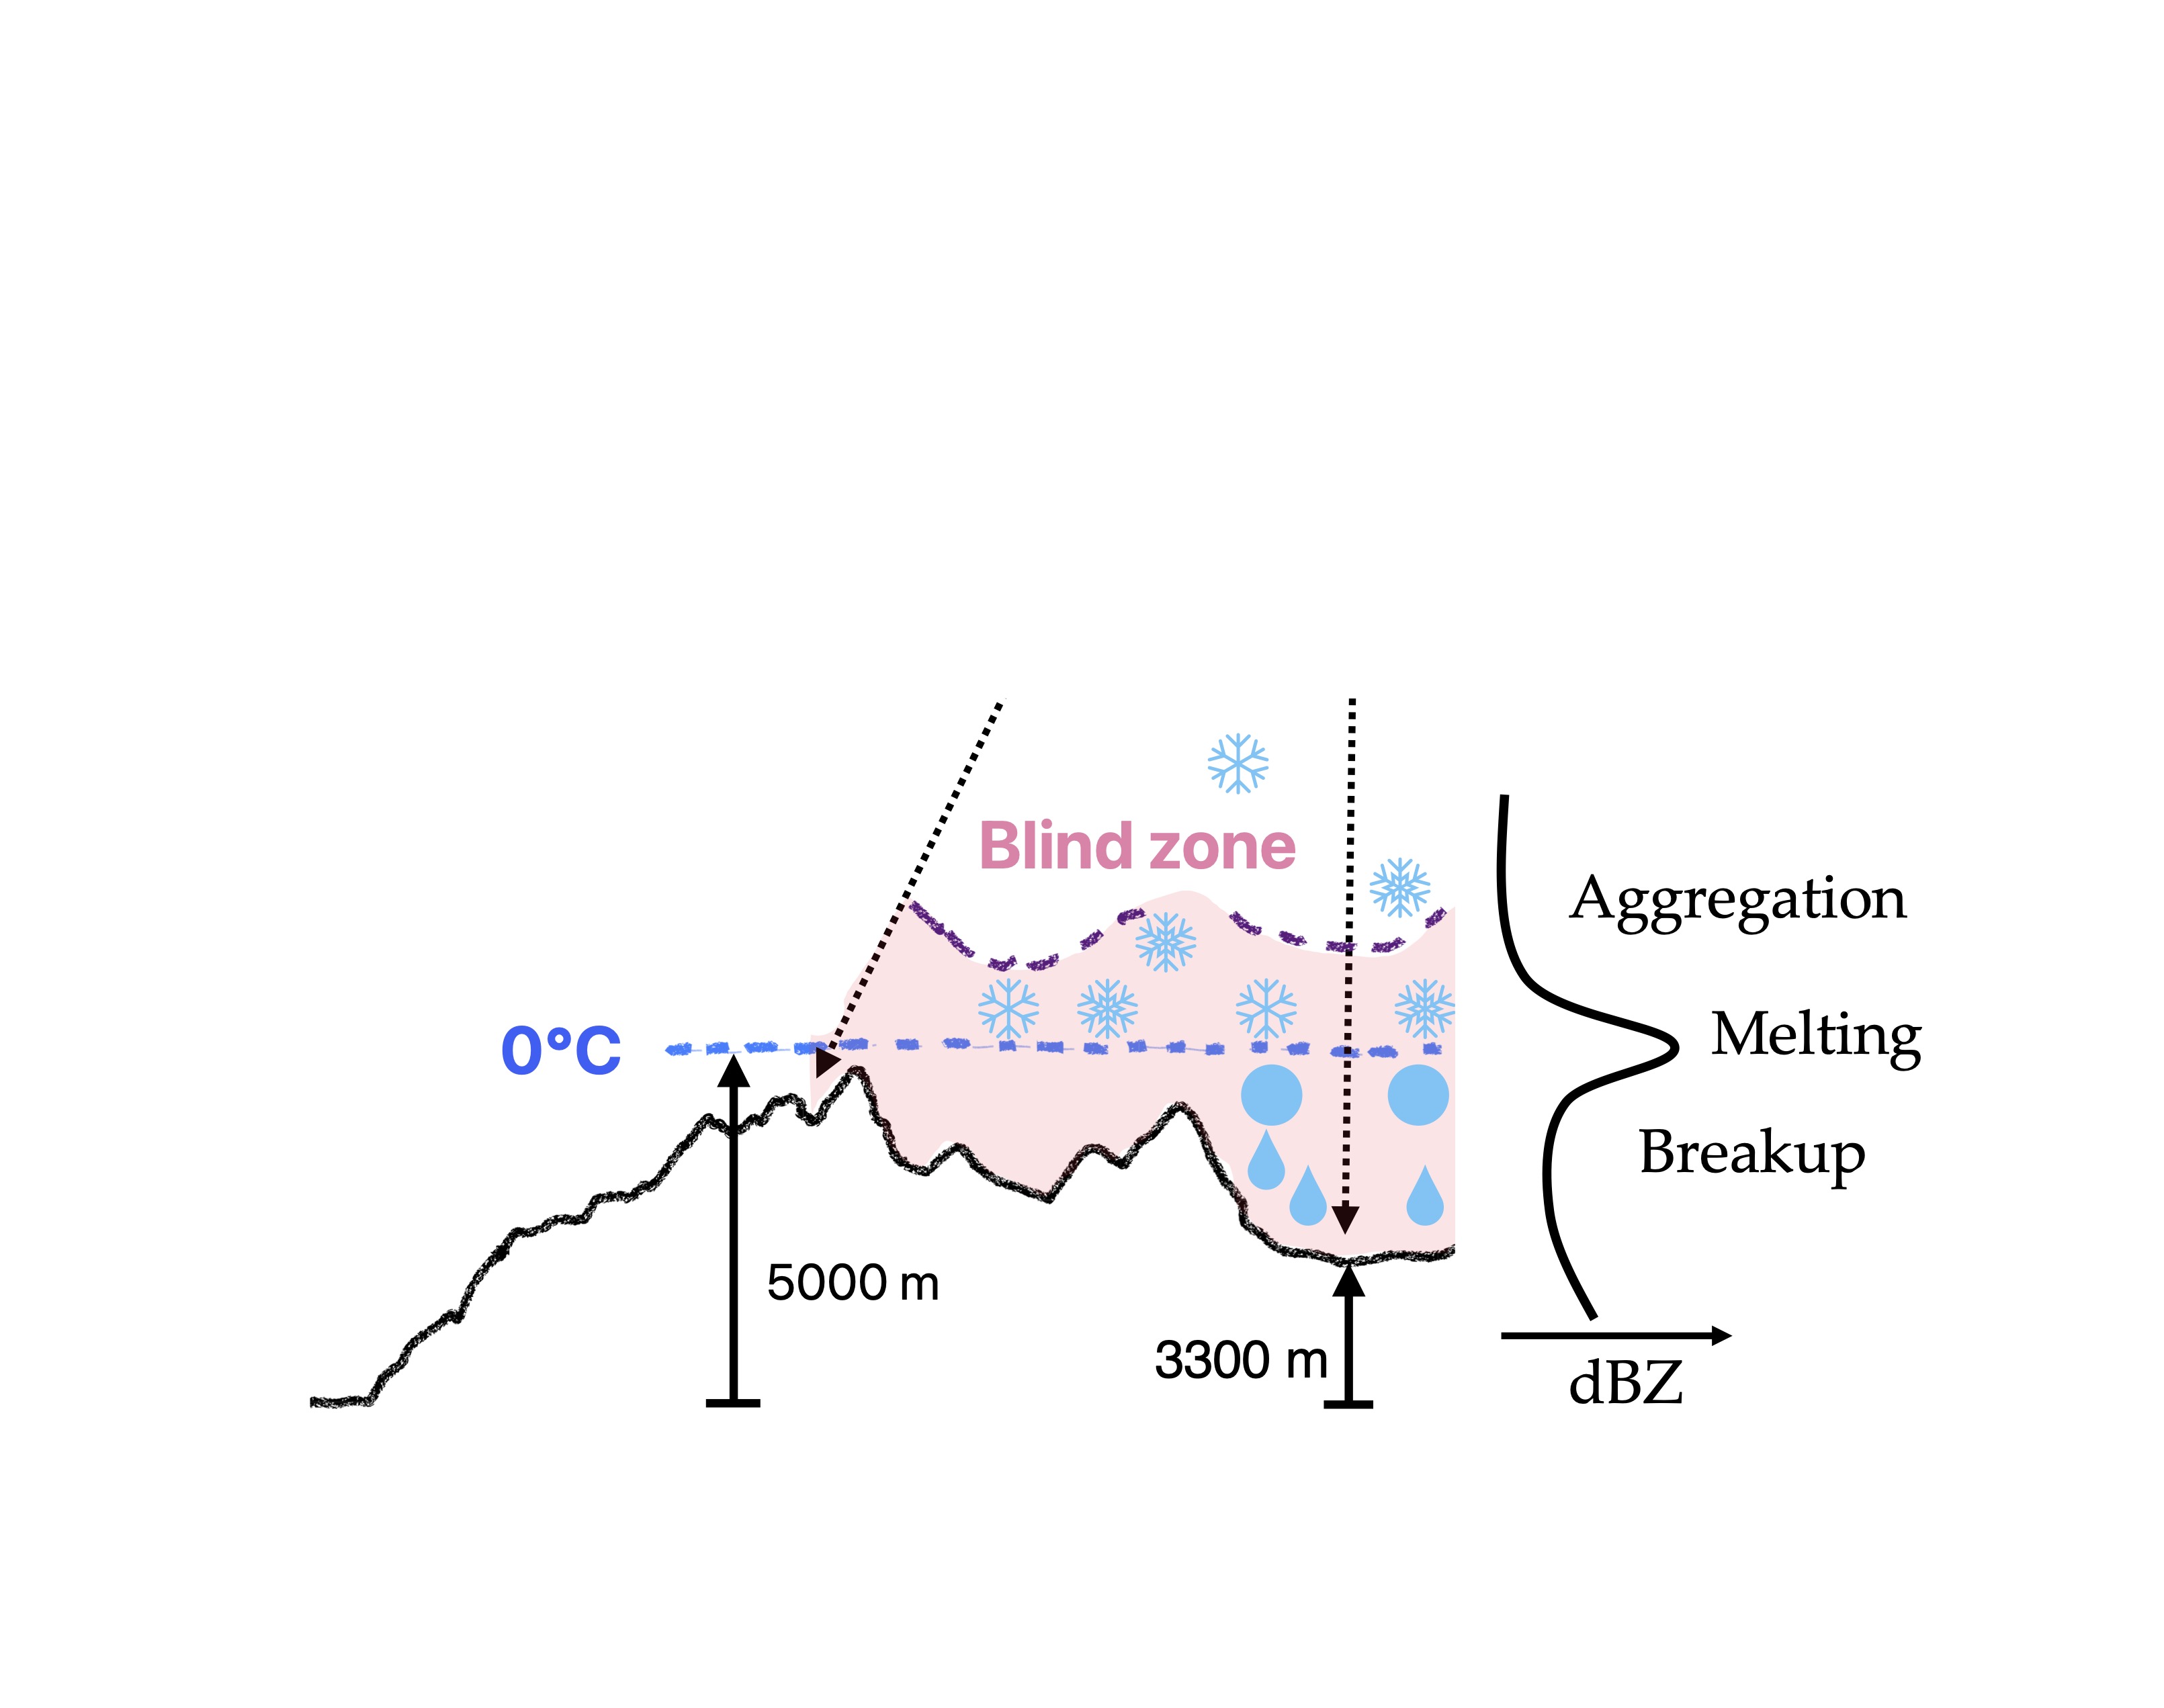 Blind zone
Aggregation
0°C
Melting
Breakup
5000 m
3300 m
dBZ